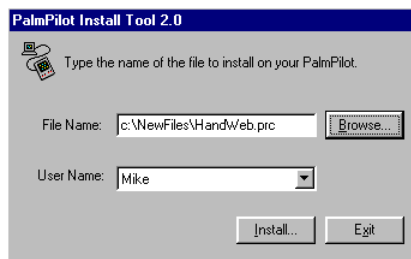 PalmPilot Install Tool 2.0
Type the name of the file to install on your PalmPilot.
File Name: c:\NewFiles\HandWeb.prc Browse...
User Name: Mike
Install... Exit